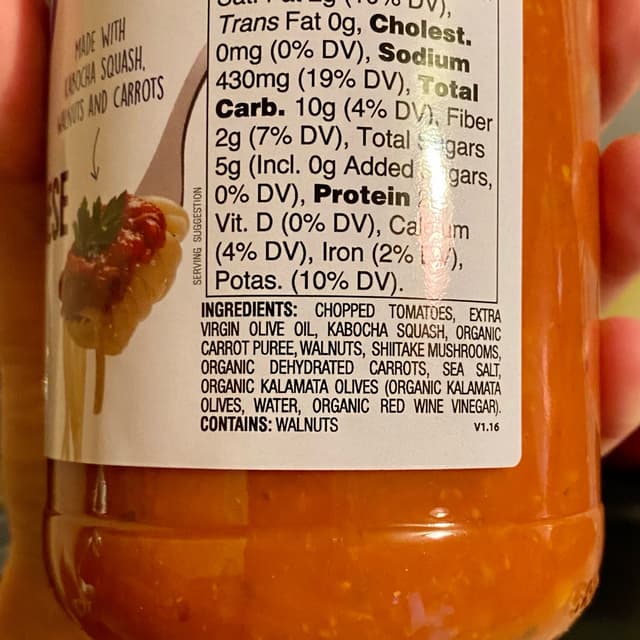 MADE WITH
KABOCHA SQUASH,
WALNUTS AND CARROTS
SE
SERVING SUGGESTION
Trans Fat 0g, Cholest.
0mg (0% DV), Sodium
430mg (19% DV), Total
Carb. 10g (4% DV), Fiber
2g (7% DV), Total Sugars
5g (Incl. 0g Added Sugars,
0% DV), Protein
Vit. D (0% DV), Calcium
(4% DV), Iron (2% DV),
Potas. (10% DV).
INGREDIENTS: CHOPPED TOMATOES, EXTRA
VIRGIN OLIVE OIL, KABOCHA SQUASH, ORGANIC
CARROT PUREE, WALNUTS, SHIITAKE MUSHROOMS,
ORGANIC DEHYDRATED CARROTS, SEA SALT,
ORGANIC KALAMATA OLIVES (ORGANIC KALAMATA
OLIVES, WATER, ORGANIC RED WINE VINEGAR).
CONTAINS: WALNUTS
V1.16